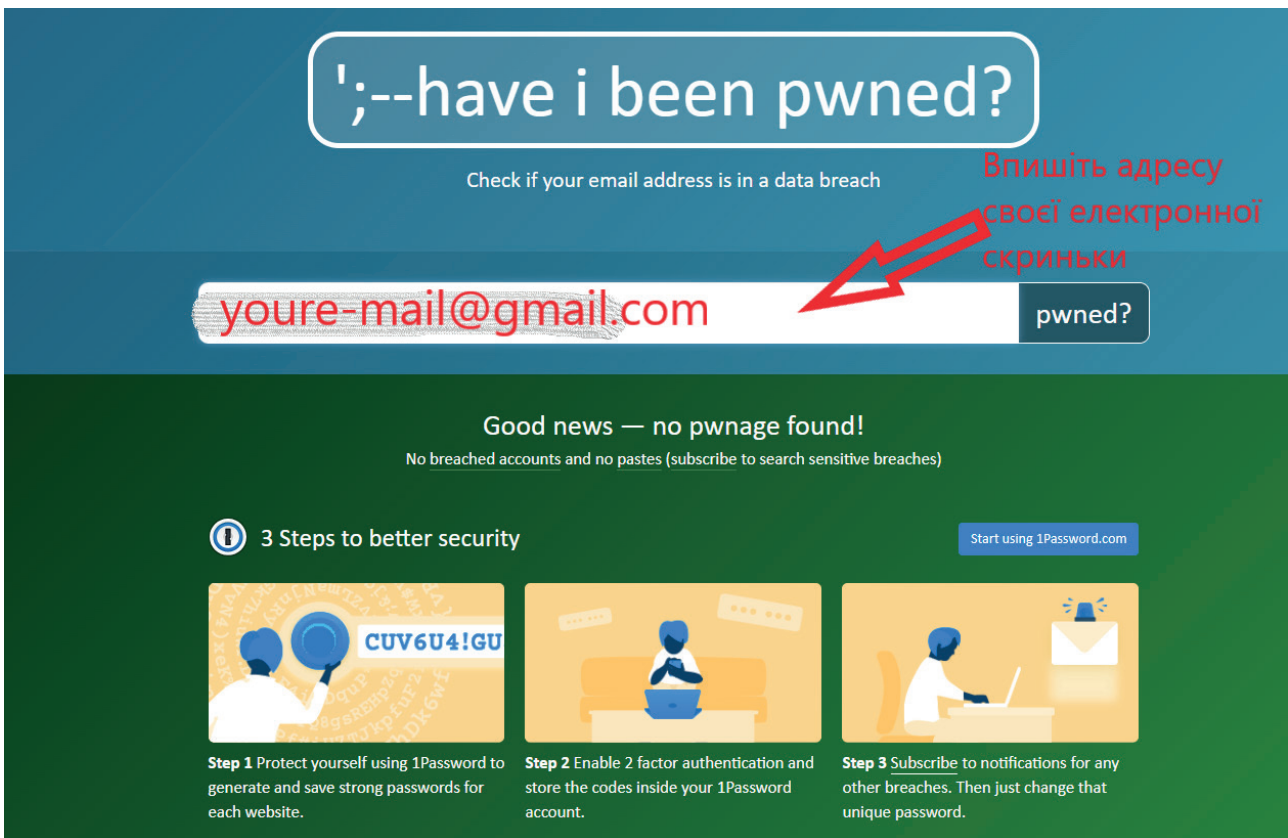 ';--have i been pwned?
Check if your email address is in a data breach
Впишіть адресу
своєї електронної
скриньки
youre-mail@gmail.com
pwned?
Good news — no pwnage found!
No breached accounts and no pastes (subscribe to search sensitive breaches)
3 Steps to better security
Start using 1Password.com
CUV6U4!GU
Step 1 Protect yourself using 1Password to
generate and save strong passwords for
each website.
Step 2 Enable 2 factor authentication and
store the codes inside your 1Password
account.
Step 3 Subscribe to notifications for any
other breaches. Then just change that
unique password.